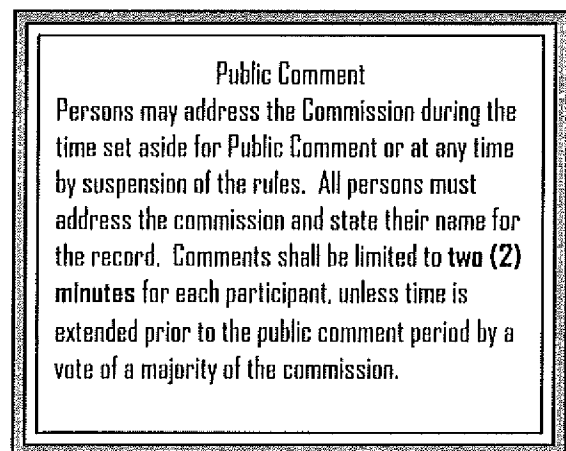 Public Comment
Persons may address the Commission during the
time set aside for Public Comment or at any time
by suspension of the rules. All persons must
address the commission and state their name for
the record. Comments shall be limited to two (2)
minutes for each participant, unless time is
extended prior to the public comment period by a
vote of a majority of the commission.